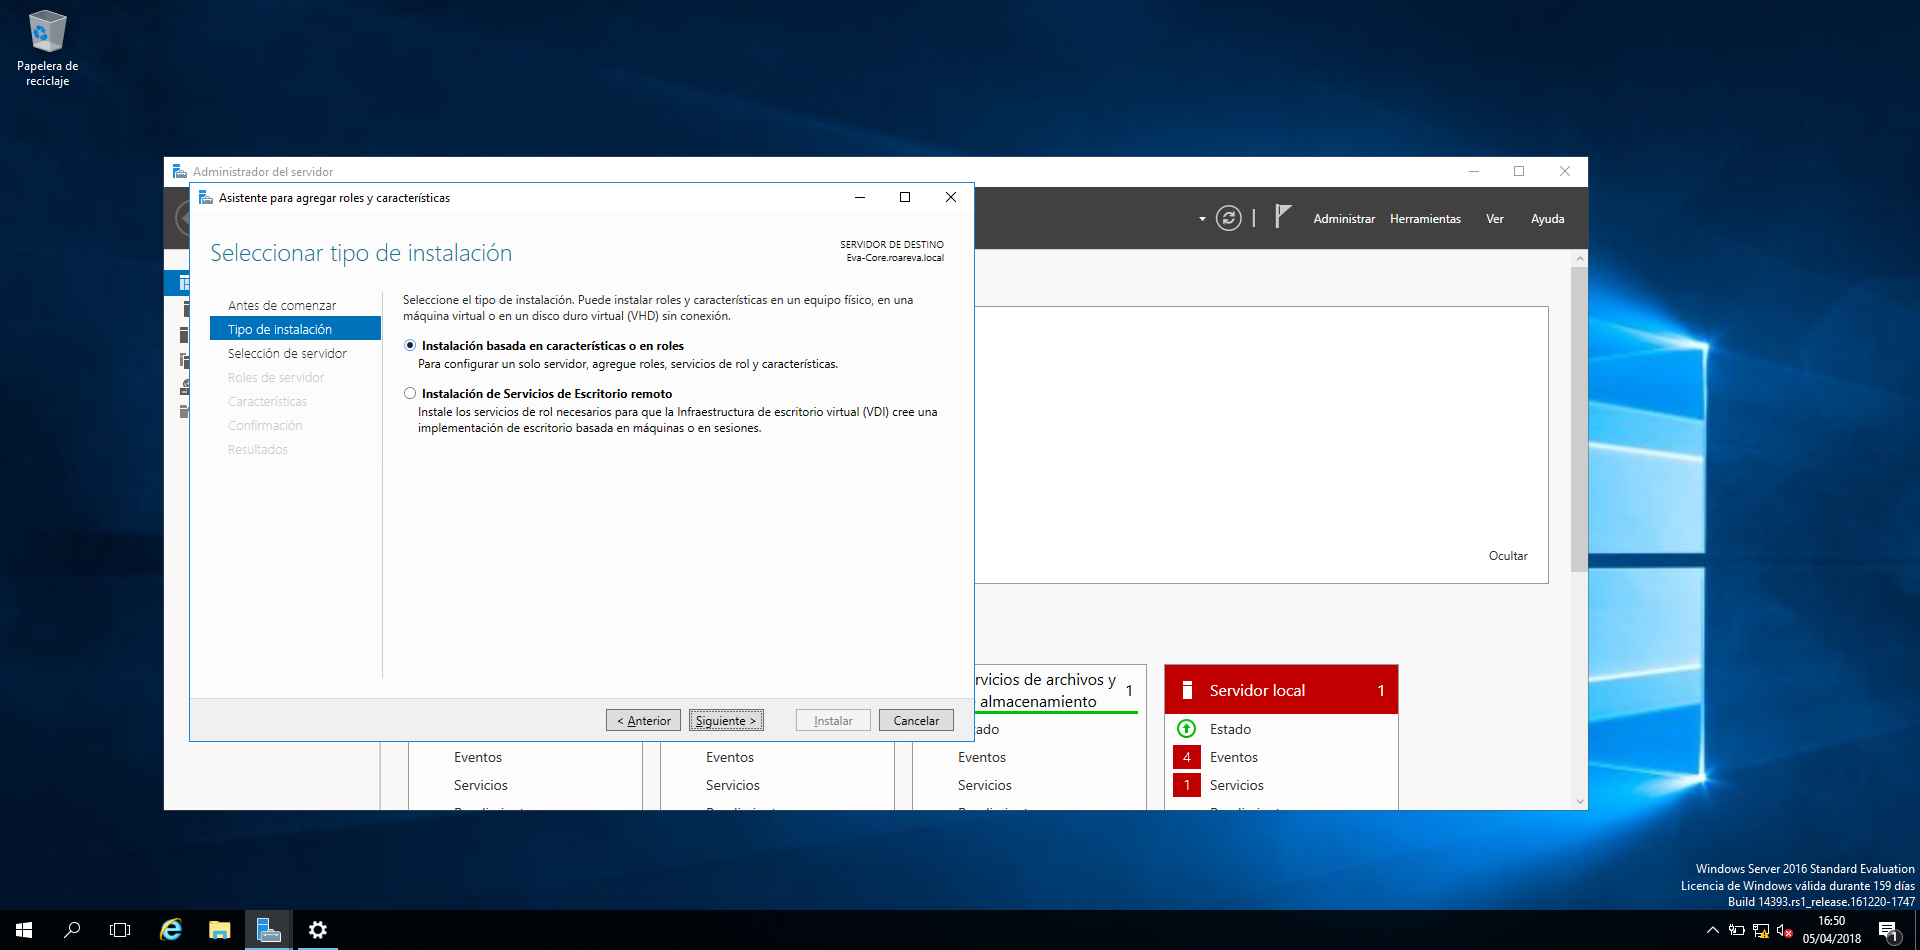 Papelera de
reciclaje
Administrador del servidor
Asistente para agregar roles y características
Administrar
Herramientas
Ver
Ayuda
Seleccionar tipo de instalación
SERVIDOR DE DESTINO
Eva-Core.roareva.local
Antes de comenzar
Tipo de instalación
Selección de servidor
Roles de servidor
Características
Confirmación
Resultados
Seleccione el tipo de instalación. Puede instalar roles y características en un equipo físico, en una
máquina virtual o en un disco duro virtual (VHD) sin conexión.
Instalación basada en características o en roles
Para configurar un solo servidor, agregue roles, servicios de rol y características.
Instalación de Servicios de Escritorio remoto
Instale los servicios de rol necesarios para que la Infraestructura de escritorio virtual (VDI) cree una
implementación de escritorio basada en máquinas o en sesiones.
Ocultar
< Anterior
Siguiente >
Instalar
Cancelar
rvicios de archivos y
almacenamiento
1
ado
Eventos
Servicios
Eventos
Servicios
Eventos
Servicios
Servidor local
1
Estado
4
Eventos
1
Servicios
Windows Server 2016 Standard Evaluation
Licencia de Windows válida durante 159 días
Build 14393.rs1_release.161220-1747
16:50
05/04/2018
1